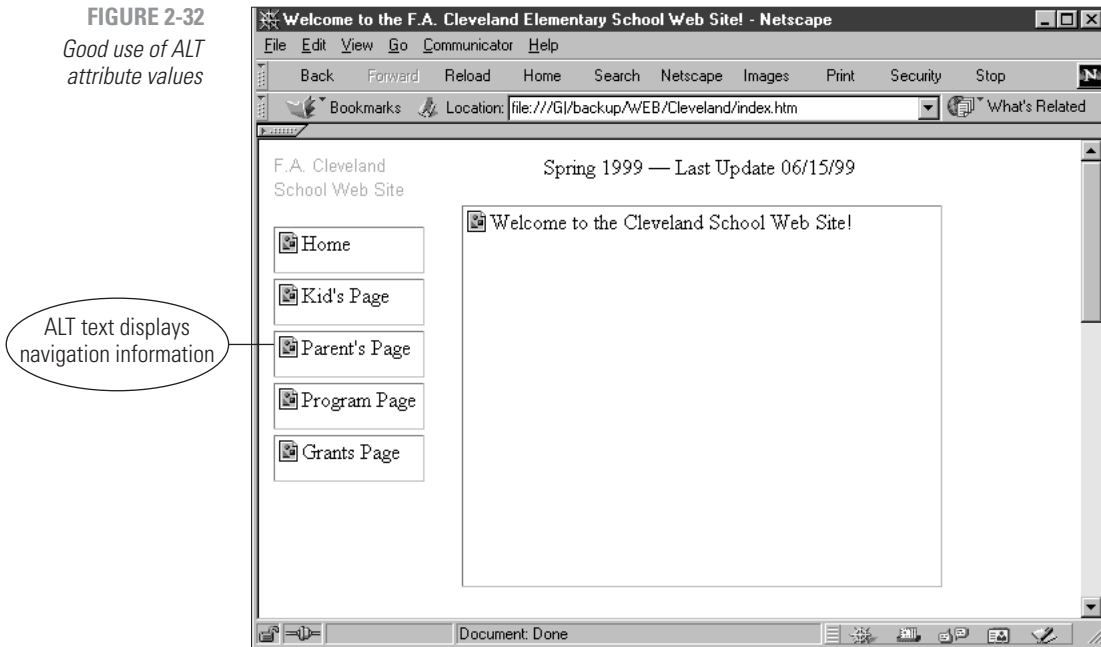 FIGURE 2-32
Good use of ALT
attribute values
Welcome to the F.A. Cleveland Elementary School Web Site! - Netscape
File Edit View Go Communicator Help
Back Forward Reload Home Search Netscape Images Print Security Stop N
Bookmarks Location: file:///G|/backup/WEB/Cleveland/index.htm What's Related
F.A. Cleveland
School Web Site
Spring 1999 — Last Update 06/15/99
Welcome to the Cleveland School Web Site!
Home
Kid's Page
Parent's Page
Program Page
Grants Page
ALT text displays
navigation information
Document: Done